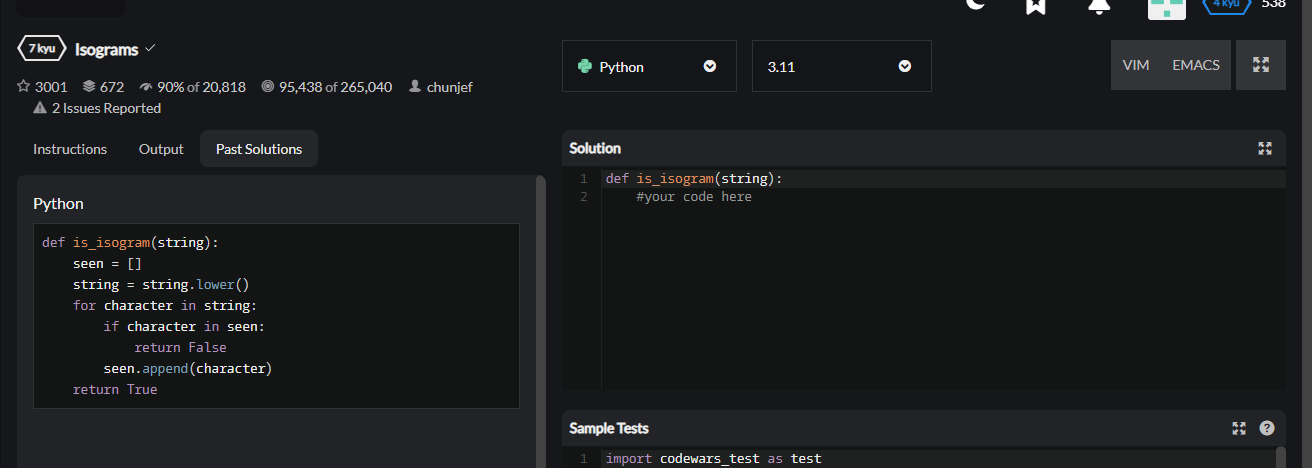 4 kyu 538
7 kyu Isograms
3001 672 90% of 20,818 95,438 of 265,040 chunjef
2 Issues Reported
Instructions Output Past Solutions
Python
def is_isogram(string):
    seen = []
    string = string.lower()
    for character in string:
        if character in seen:
            return False
        seen.append(character)
    return True
Python 3.11 VIM EMACS
Solution
1 def is_isogram(string):
2     #your code here
Sample Tests ?
1 import codewars_test as test